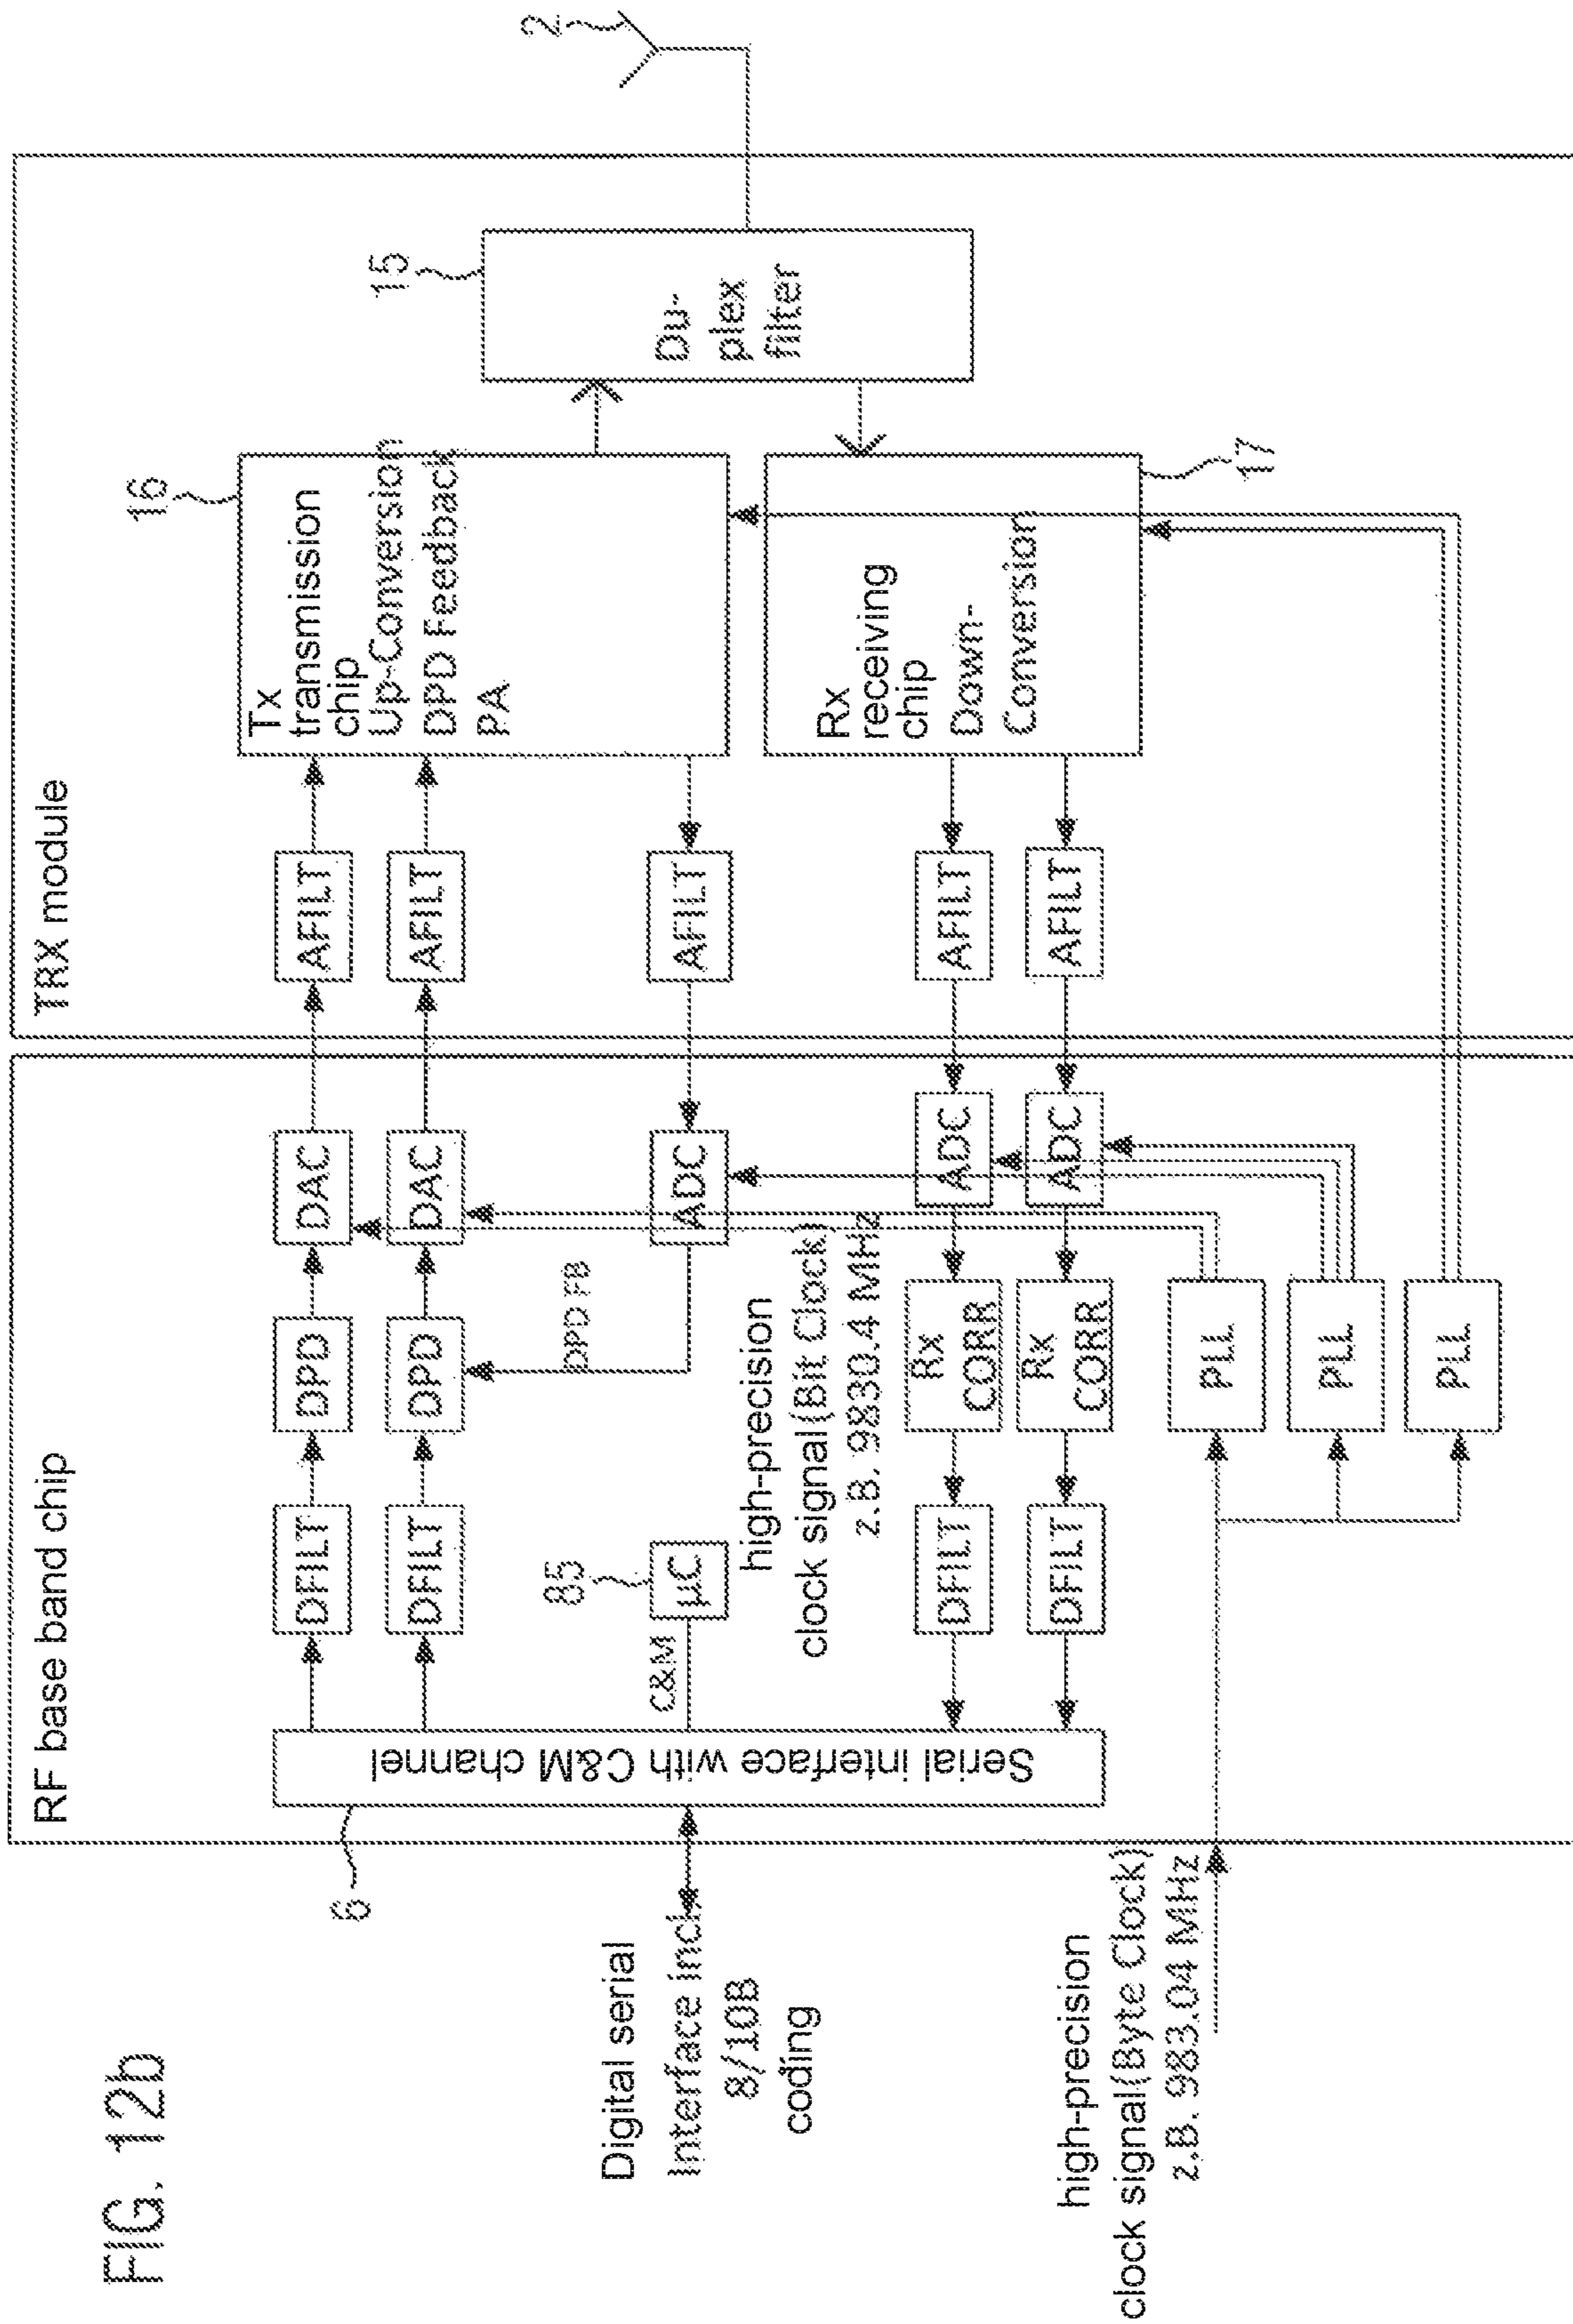 FIG. 12b
RF base band chip
TRX module
2
DFILT
DPD
DAC
AFILT
16
Tx
transmission
chip
Up-Conversion
DPD Feedback
PA
15
Du-
plex
filter
DFILT
DPD
DAC
AFILT
6
Serial interface with C&M channel
Digital serial
Interface incl.
8/10B
coding
C&M
85
µC
DPD FB
ADC
AFILT
high-precision
clock signal(Bit Clock)
z.B. 9830.4 MHz
DFILT
Rx
CORR
ADC
AFILT
Rx
receiving
chip
Down-
Conversion
17
DFILT
Rx
CORR
ADC
AFILT
high-precision
clock signal(Byte Clock)
z.B. 983.04 MHz
PLL
PLL
PLL